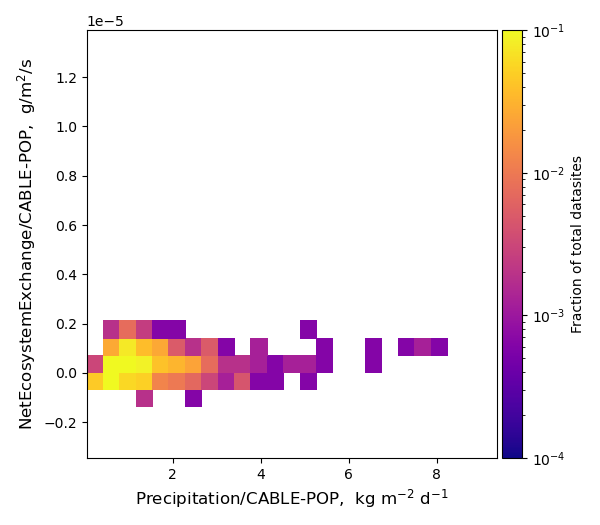 1e−5
1.2
1.0
0.8
0.6
0.4
0.2
0.0
−0.2
NetEcosystemExchange/CABLE-POP, g/m²/s
2 4 6 8
Precipitation/CABLE-POP, kg m⁻² d⁻¹
10⁻¹
10⁻²
10⁻³
10⁻⁴
Fraction of total datasites